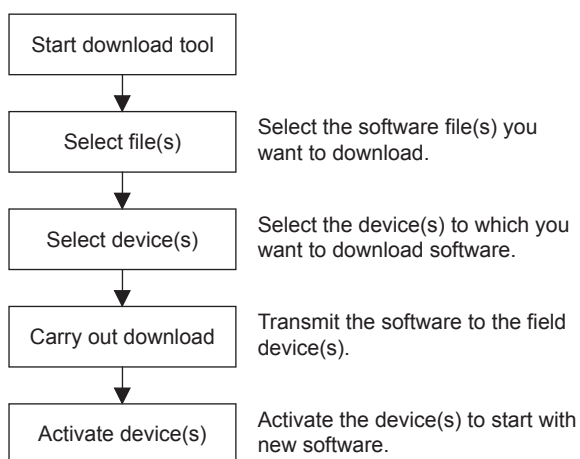 Start download tool
Select file(s)
Select the software file(s) you
want to download.
Select device(s)
Select the device(s) to which you
want to download software.
Carry out download
Transmit the software to the field
device(s).
Activate device(s)
Activate the device(s) to start with
new software.